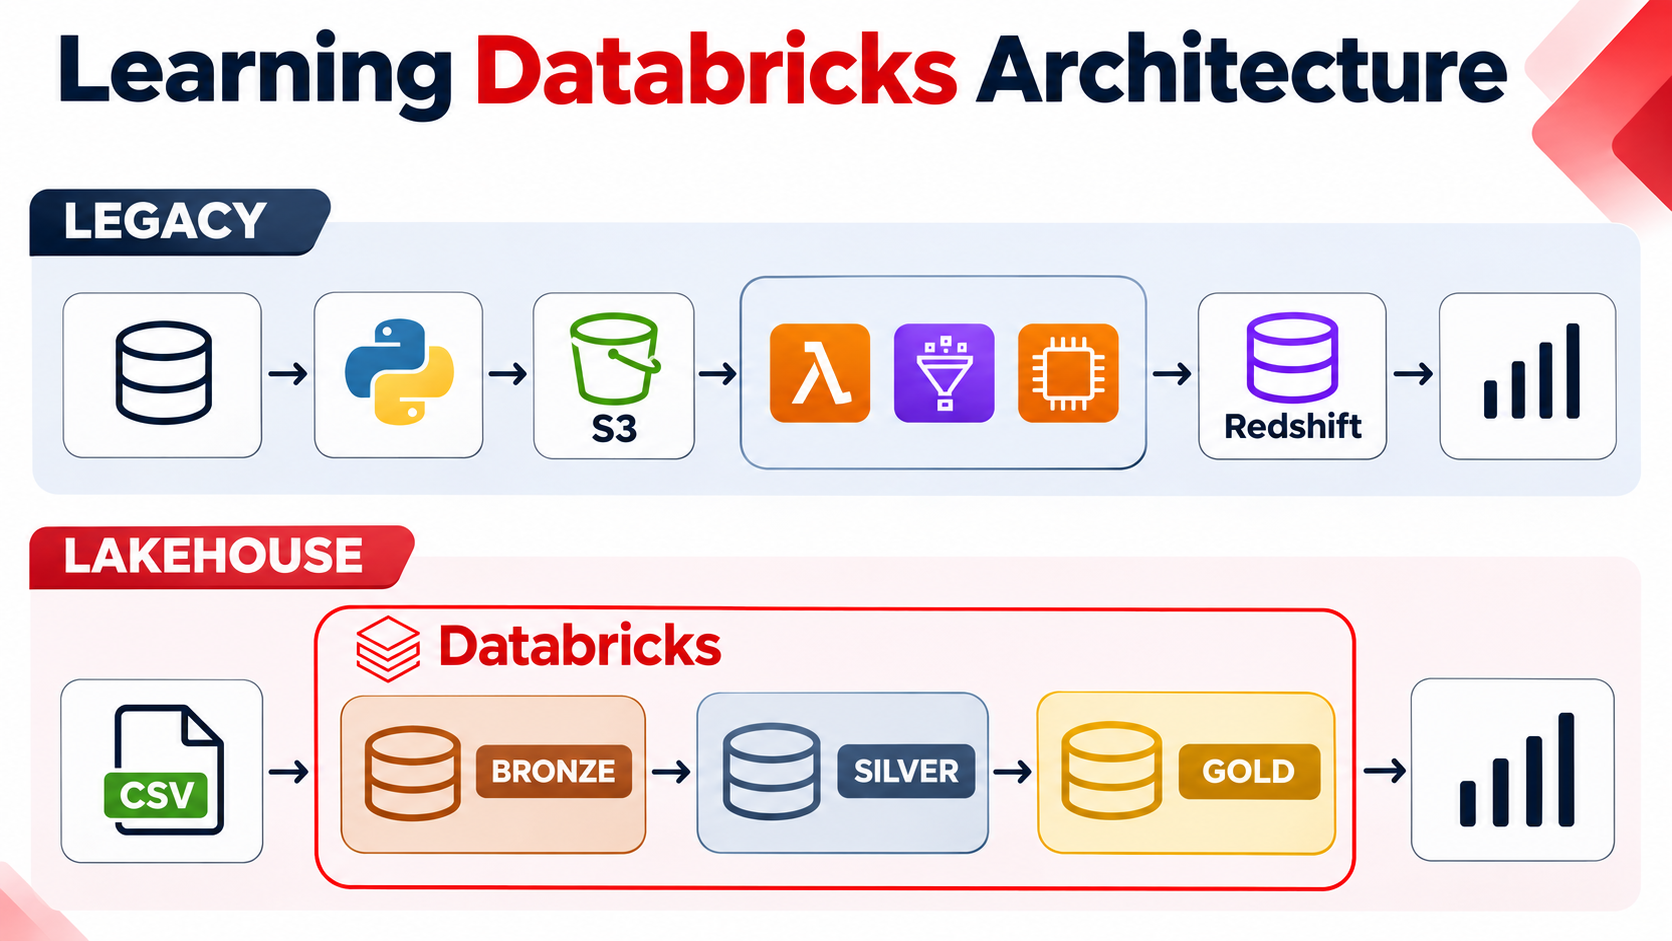 Learning Databricks Architecture
LEGACY
S3
Redshift
LAKEHOUSE
Databricks
CSV
BRONZE
SILVER
GOLD